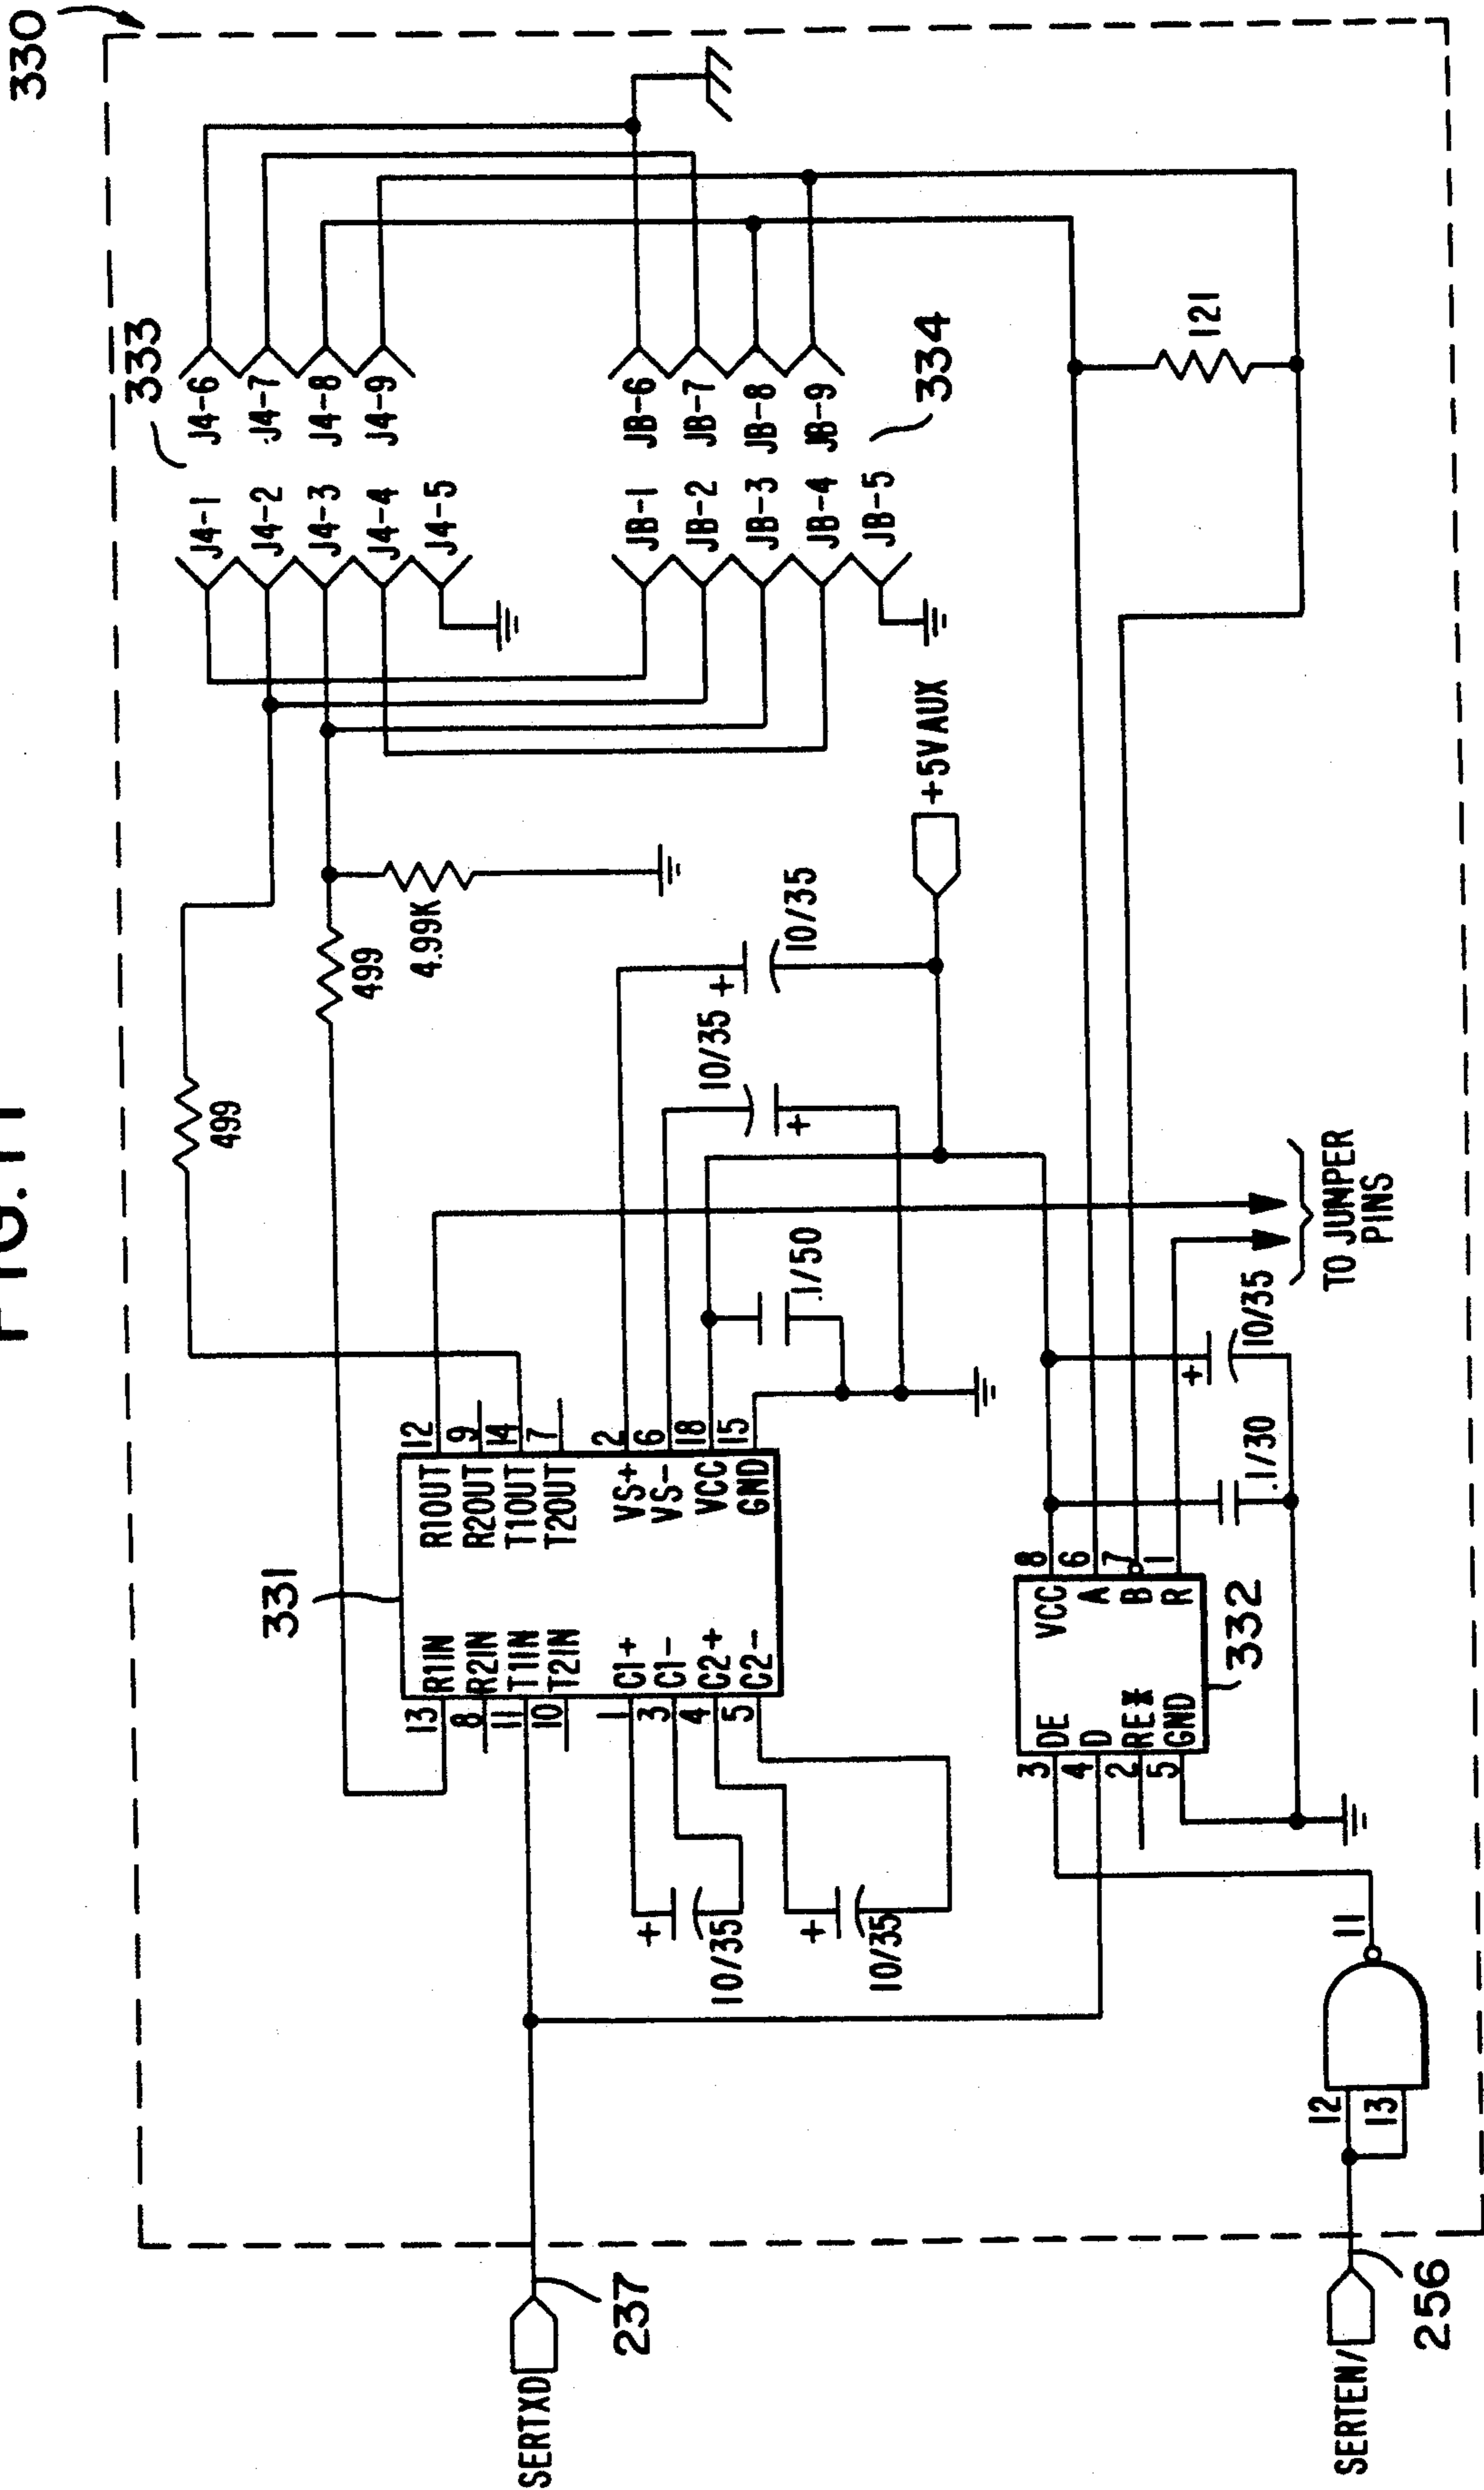 FIG. 11
330
333
J4-1
J4-2
J4-3
J4-4
J4-5
J4-6
J4-7
J4-8
J4-9
JB-1
JB-2
JB-3
JB-4
JB-5
JB-6
JB-7
JB-8
JB-9
334
499
499
4.99K
121
331
13
8
11
10
1
3
4
5
R1IN
R2IN
T1IN
T2IN
C1+
C1-
C2+
C2-
R1OUT
R2OUT
T1OUT
T2OUT
VS+
VS-
VCC
GND
12
9
14
7
2
6
18
15
+
10/35
+
10/35
+
10/35
+
10/35
.1/50
+5VAUX
SERTXD
237
3
4
2
5
DE
D
RE*
GND
VCC
A
B
R
8
6
7
1
332
.1/30
+
10/35
TO JUMPER
PINS
SERTEN/
256
12
13
11